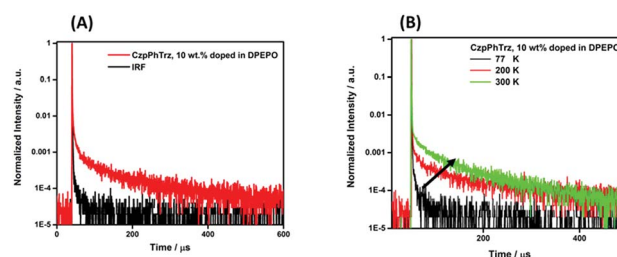 (A)
CzpPhTrz, 10 wt.% doped in DPEPO
IRF
Normalized Intensity / a.u.
1
0.1
0.01
0.001
1E-4
1E-5
0
200
400
600
Time / μs
(B)
CzpPhTrz, 10 wt% doped in DPEPO
77 K
200 K
300 K
Normalized Intensity / a.u.
1
0.1
0.01
0.001
1E-4
1E-5
200
400
Time / μs